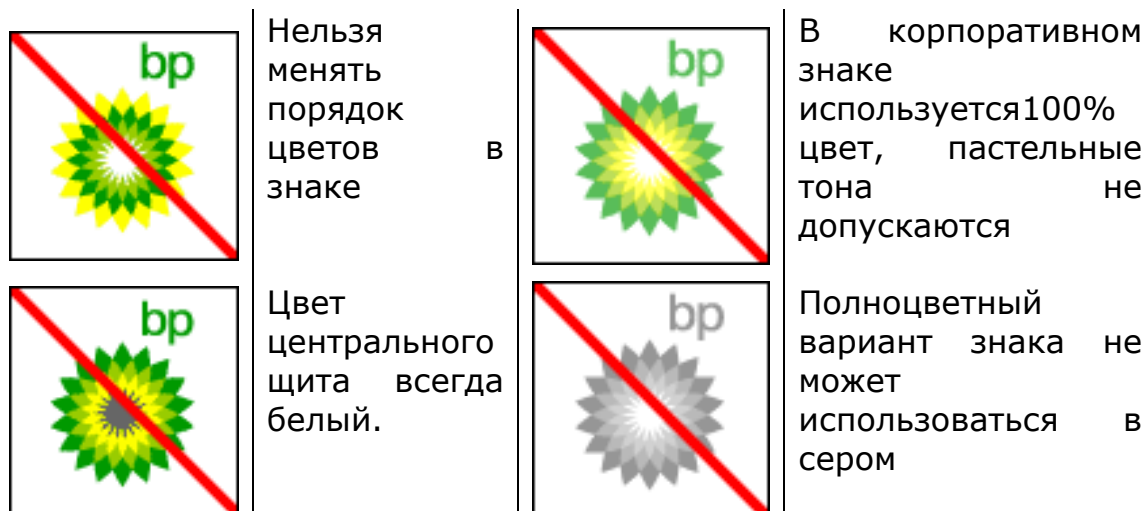 bp
Нельзя
менять
порядок
цветов в
знаке
bp
В корпоративном
знаке
используется100%
цвет, пастельные
тона не
допускаются
bp
Цвет
центрального
щита всегда
белый.
bp
Полноцветный
вариант знака не
может
использоваться в
сером